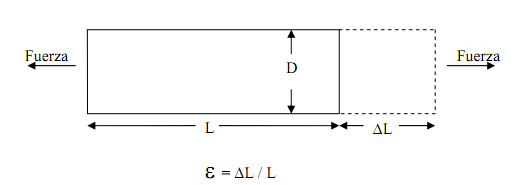 Fuerza
Fuerza
D
L
ΔL
Ɛ = ΔL / L